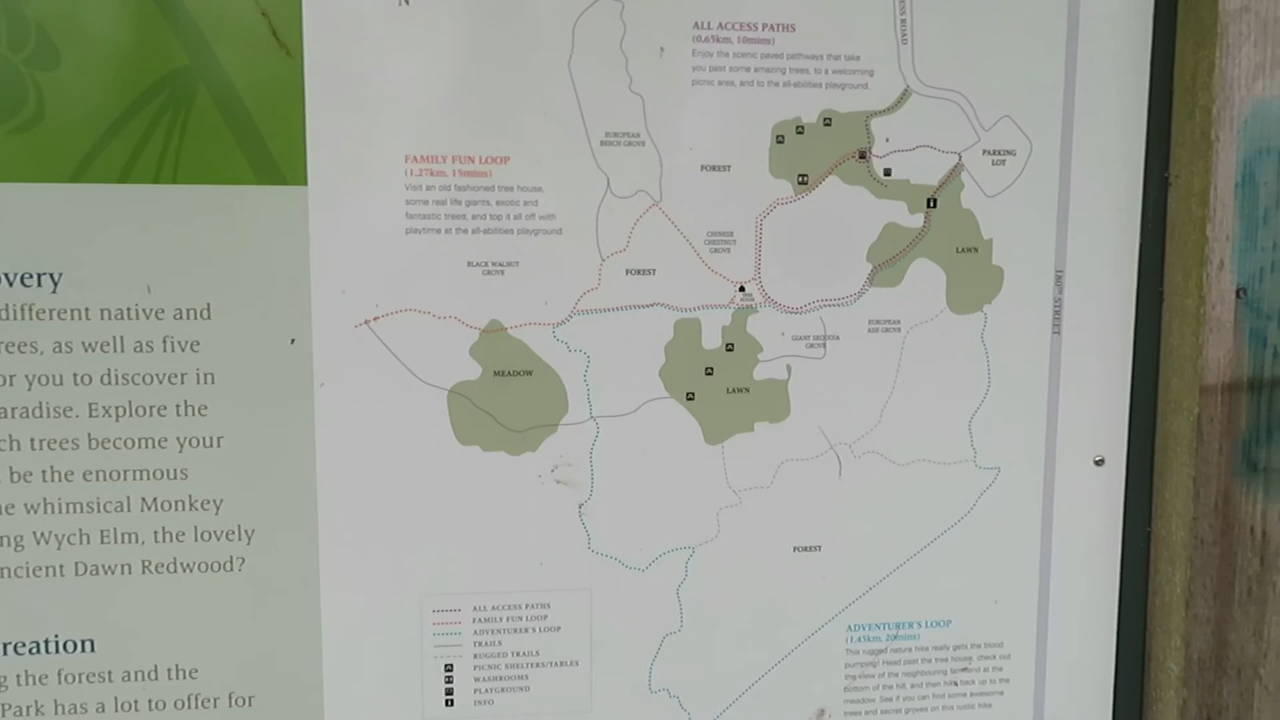 N
ESS ROAD
ALL ACCESS PATHS
(0.65km, 10mins)
Enjoy the scenic paved pathways that take
you past some amazing trees, to a welcoming
picnic area, and to the all-abilities playground.
EUROPEAN
BEECH GROVE
FOREST
PARKING
LOT
FAMILY FUN LOOP
(1.27km, 15mins)
Visit an old fashioned tree house,
some real life giants, exotic and
fantastic trees, and top it all off with
playtime at the all-abilities playground.
CHINESE
CHESTNUT
GROVE
LAWN
BLACK WALNUT
GROVE
FOREST
TREE
HOUSE
180TH STREET
GIANT SEQUOIA
GROVE
EUROPEAN
ASH GROVE
MEADOW
LAWN
FOREST
overy
different native and
rees, as well as five
or you to discover in
aradise. Explore the
ch trees become your
be the enormous
ne whimsical Monkey
ng Wych Elm, the lovely
ncient Dawn Redwood?
reation
g the forest and the
Park has a lot to offer for
ALL ACCESS PATHS
FAMILY FUN LOOP
ADVENTURER'S LOOP
TRAILS
RUGGED TRAILS
PICNIC SHELTERS/TABLES
WASHROOMS
PLAYGROUND
INFO
ADVENTURER'S LOOP
(1.45km, 20mins)
This rugged nature hike really gets the blood
pumping! Head past the tree house, check out
the view of the neighbouring farmland at the
bottom of the hill, and then hike back up to the
meadow. See if you can find some awesome
trees and secret groves on this rustic hike.